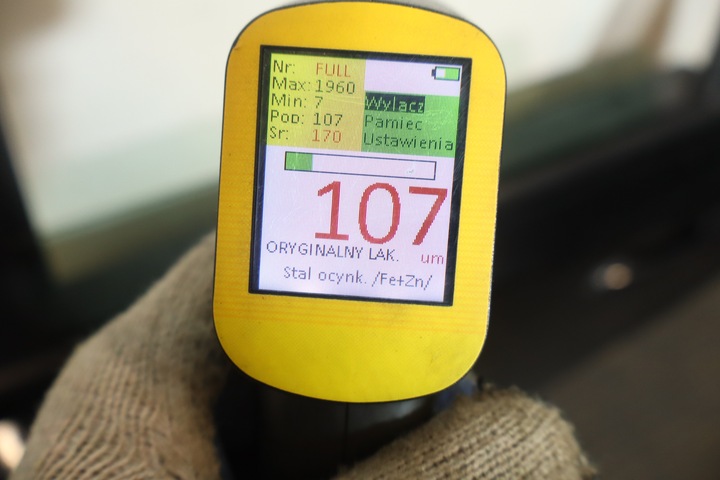 Nr: FULL
Max: 1960
Min: 7
Pop: 107
Sr: 170
Wylacz
Pamiec
Ustawienia
107
ORYGINALNY LAK. um
Stal ocynk. /Fe+Zn/